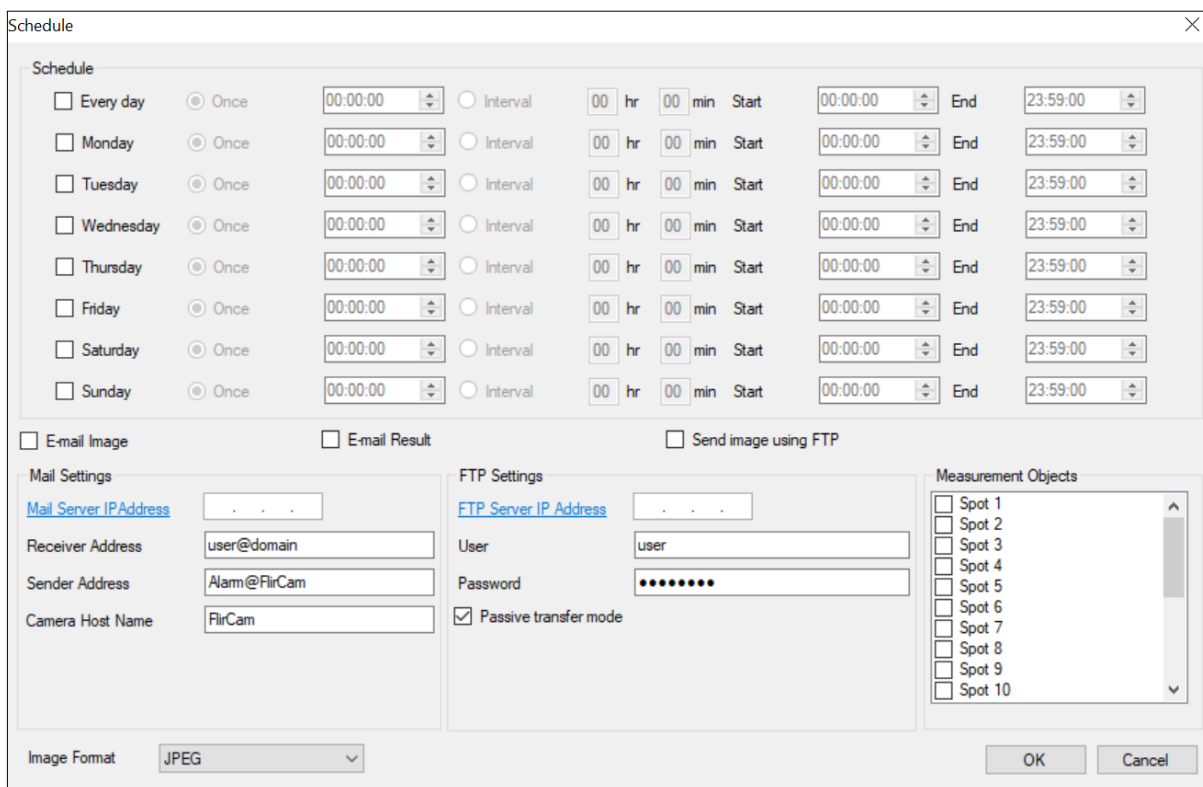 Schedule
Schedule
Every day Once 00:00:00 Interval 00 hr 00 min Start 00:00:00 End 23:59:00
Monday Once 00:00:00 Interval 00 hr 00 min Start 00:00:00 End 23:59:00
Tuesday Once 00:00:00 Interval 00 hr 00 min Start 00:00:00 End 23:59:00
Wednesday Once 00:00:00 Interval 00 hr 00 min Start 00:00:00 End 23:59:00
Thursday Once 00:00:00 Interval 00 hr 00 min Start 00:00:00 End 23:59:00
Friday Once 00:00:00 Interval 00 hr 00 min Start 00:00:00 End 23:59:00
Saturday Once 00:00:00 Interval 00 hr 00 min Start 00:00:00 End 23:59:00
Sunday Once 00:00:00 Interval 00 hr 00 min Start 00:00:00 End 23:59:00
E-mail Image E-mail Result Send image using FTP
Mail Settings
Mail Server IPAddress . . .
Receiver Address user@domain
Sender Address Alarm@FlirCam
Camera Host Name FlirCam
FTP Settings
FTP Server IP Address . . .
User user
Password ●●●●●●●●
Passive transfer mode
Measurement Objects
Spot 1
Spot 2
Spot 3
Spot 4
Spot 5
Spot 6
Spot 7
Spot 8
Spot 9
Spot 10
Image Format JPEG
OK Cancel